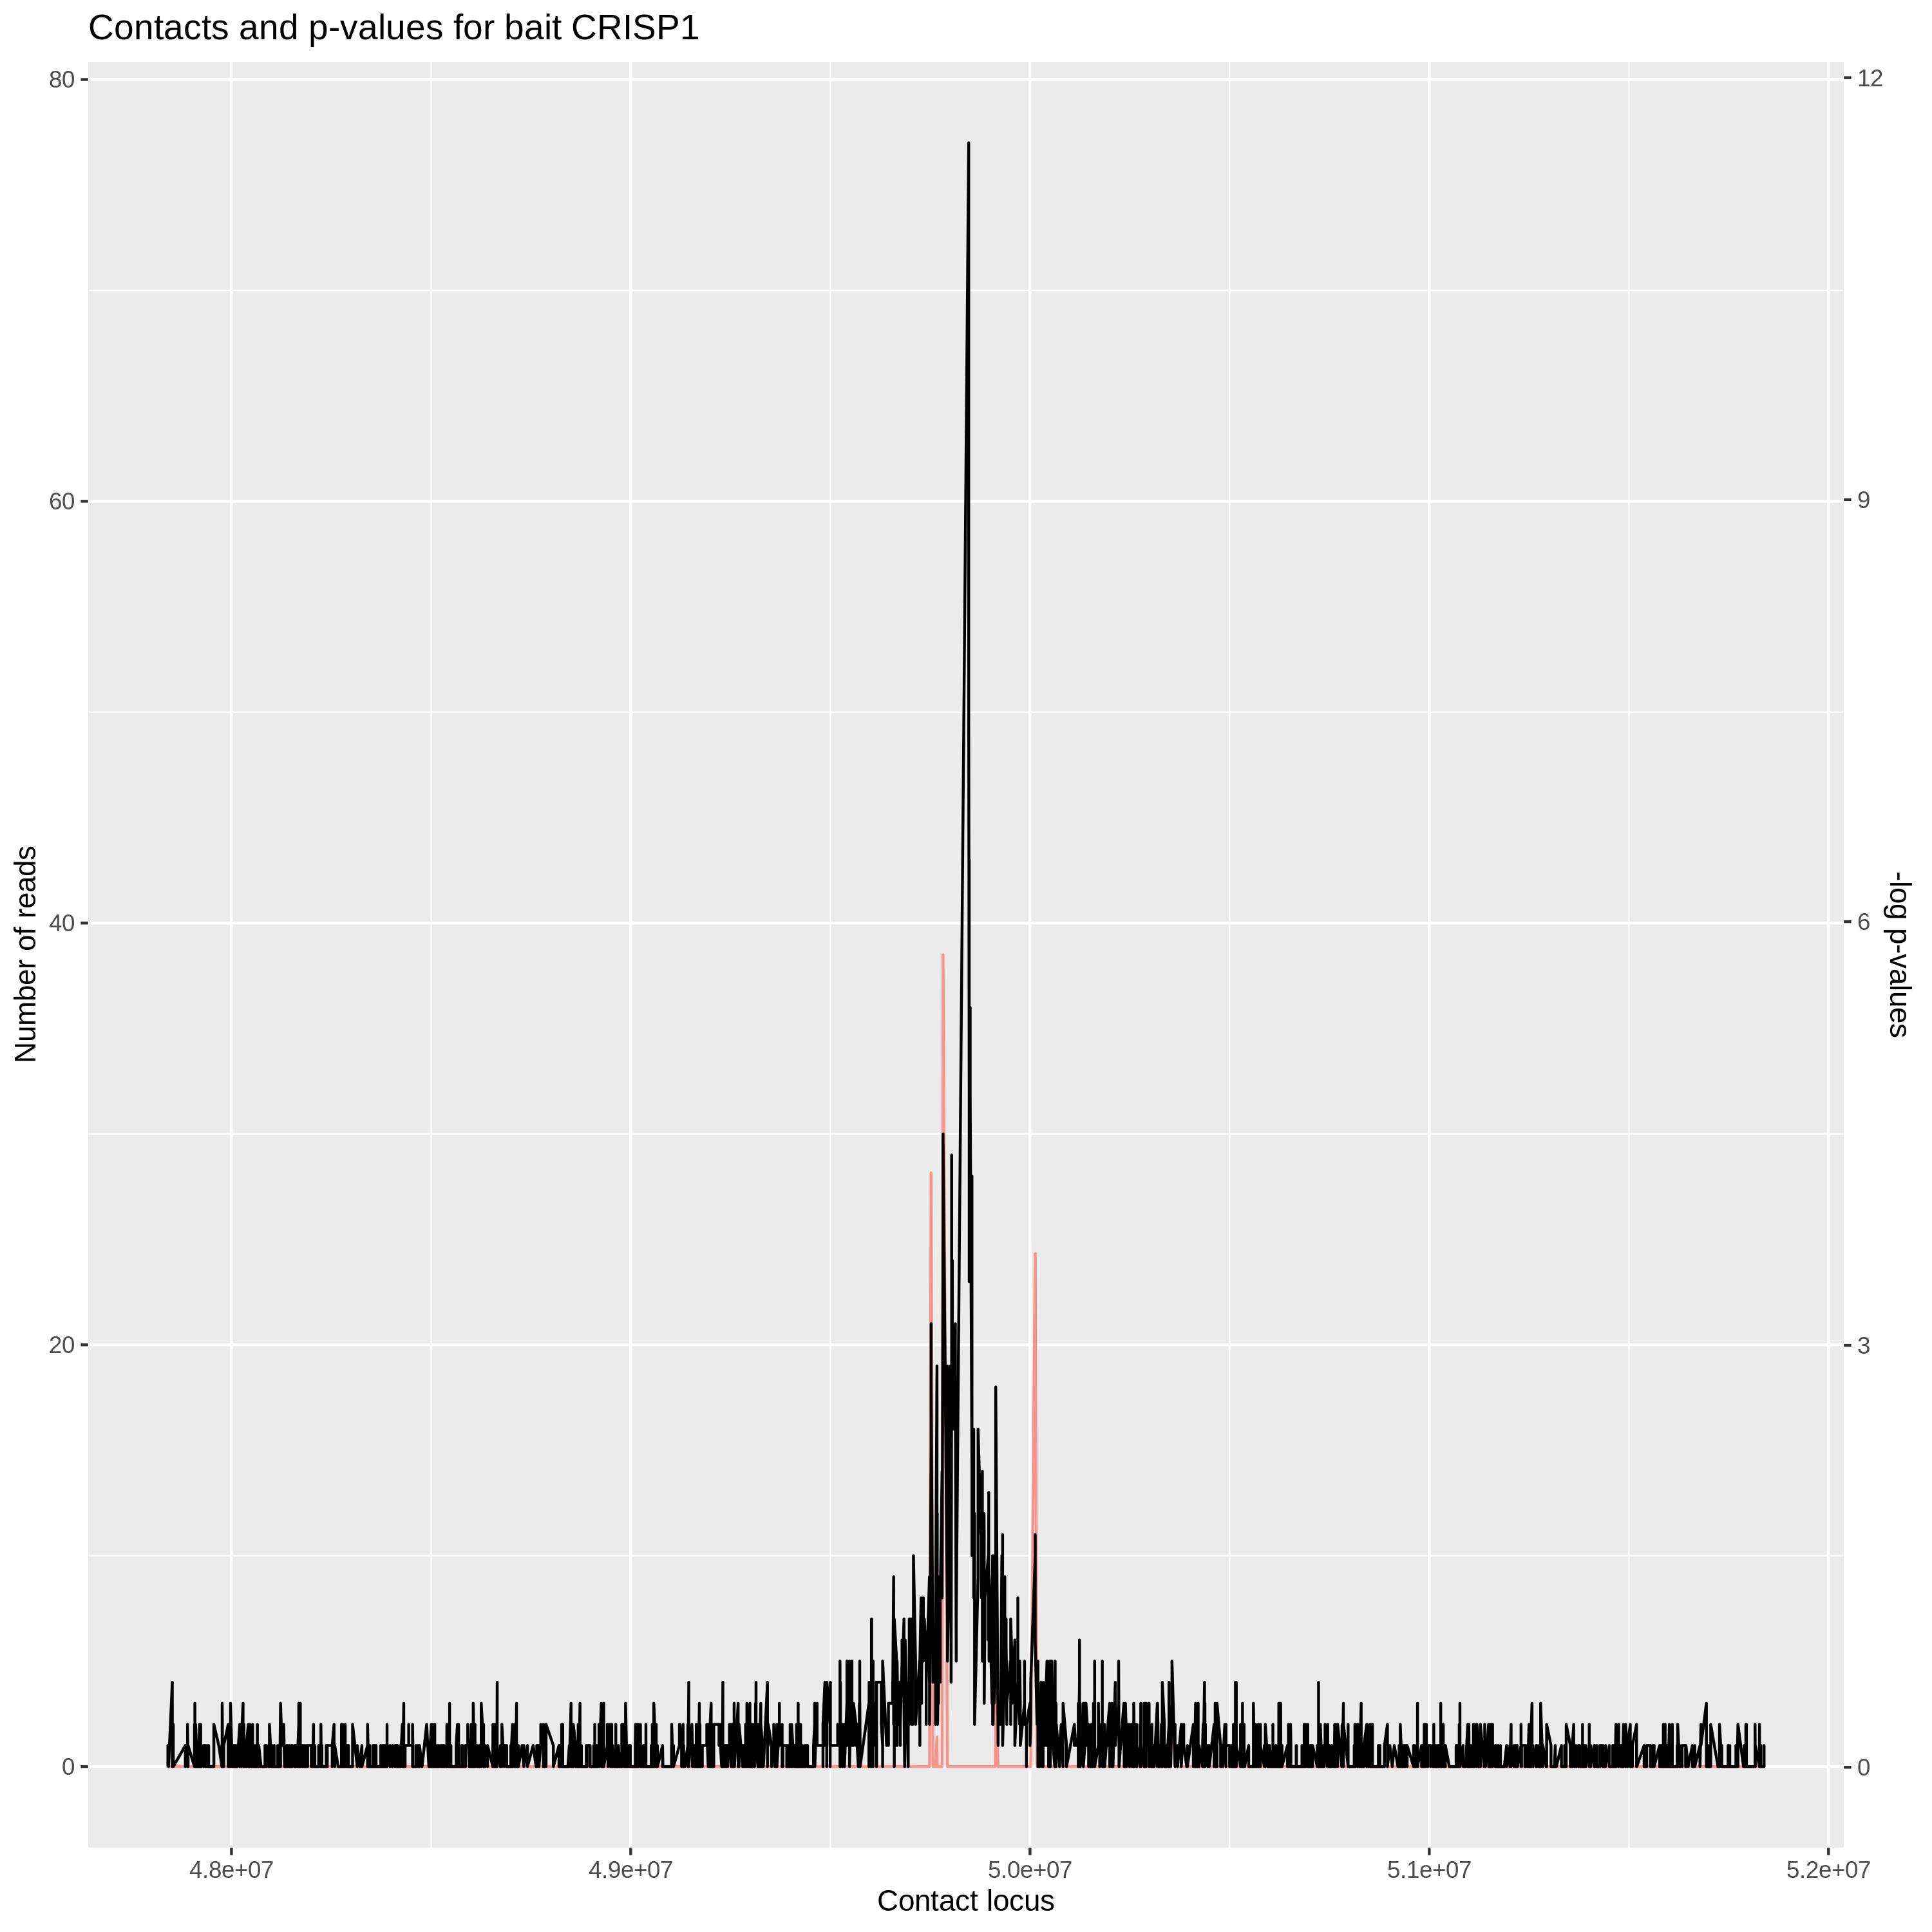 Contacts and p-values for bait CRISP1
80
60
40
20
0
Number of reads
12
9
6
3
0
-log p-values
4.8e+07
4.9e+07
5.0e+07
5.1e+07
5.2e+07
Contact locus